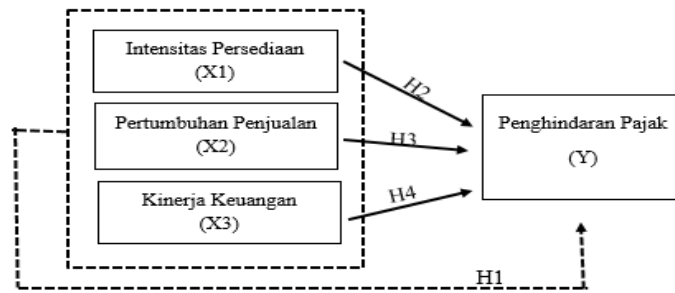 Intensitas Persediaan
(X1)
H2
Pertumbuhan Penjualan
(X2)
H3
Kinerja Keuangan
(X3)
H4
Penghindaran Pajak
(Y)
H1